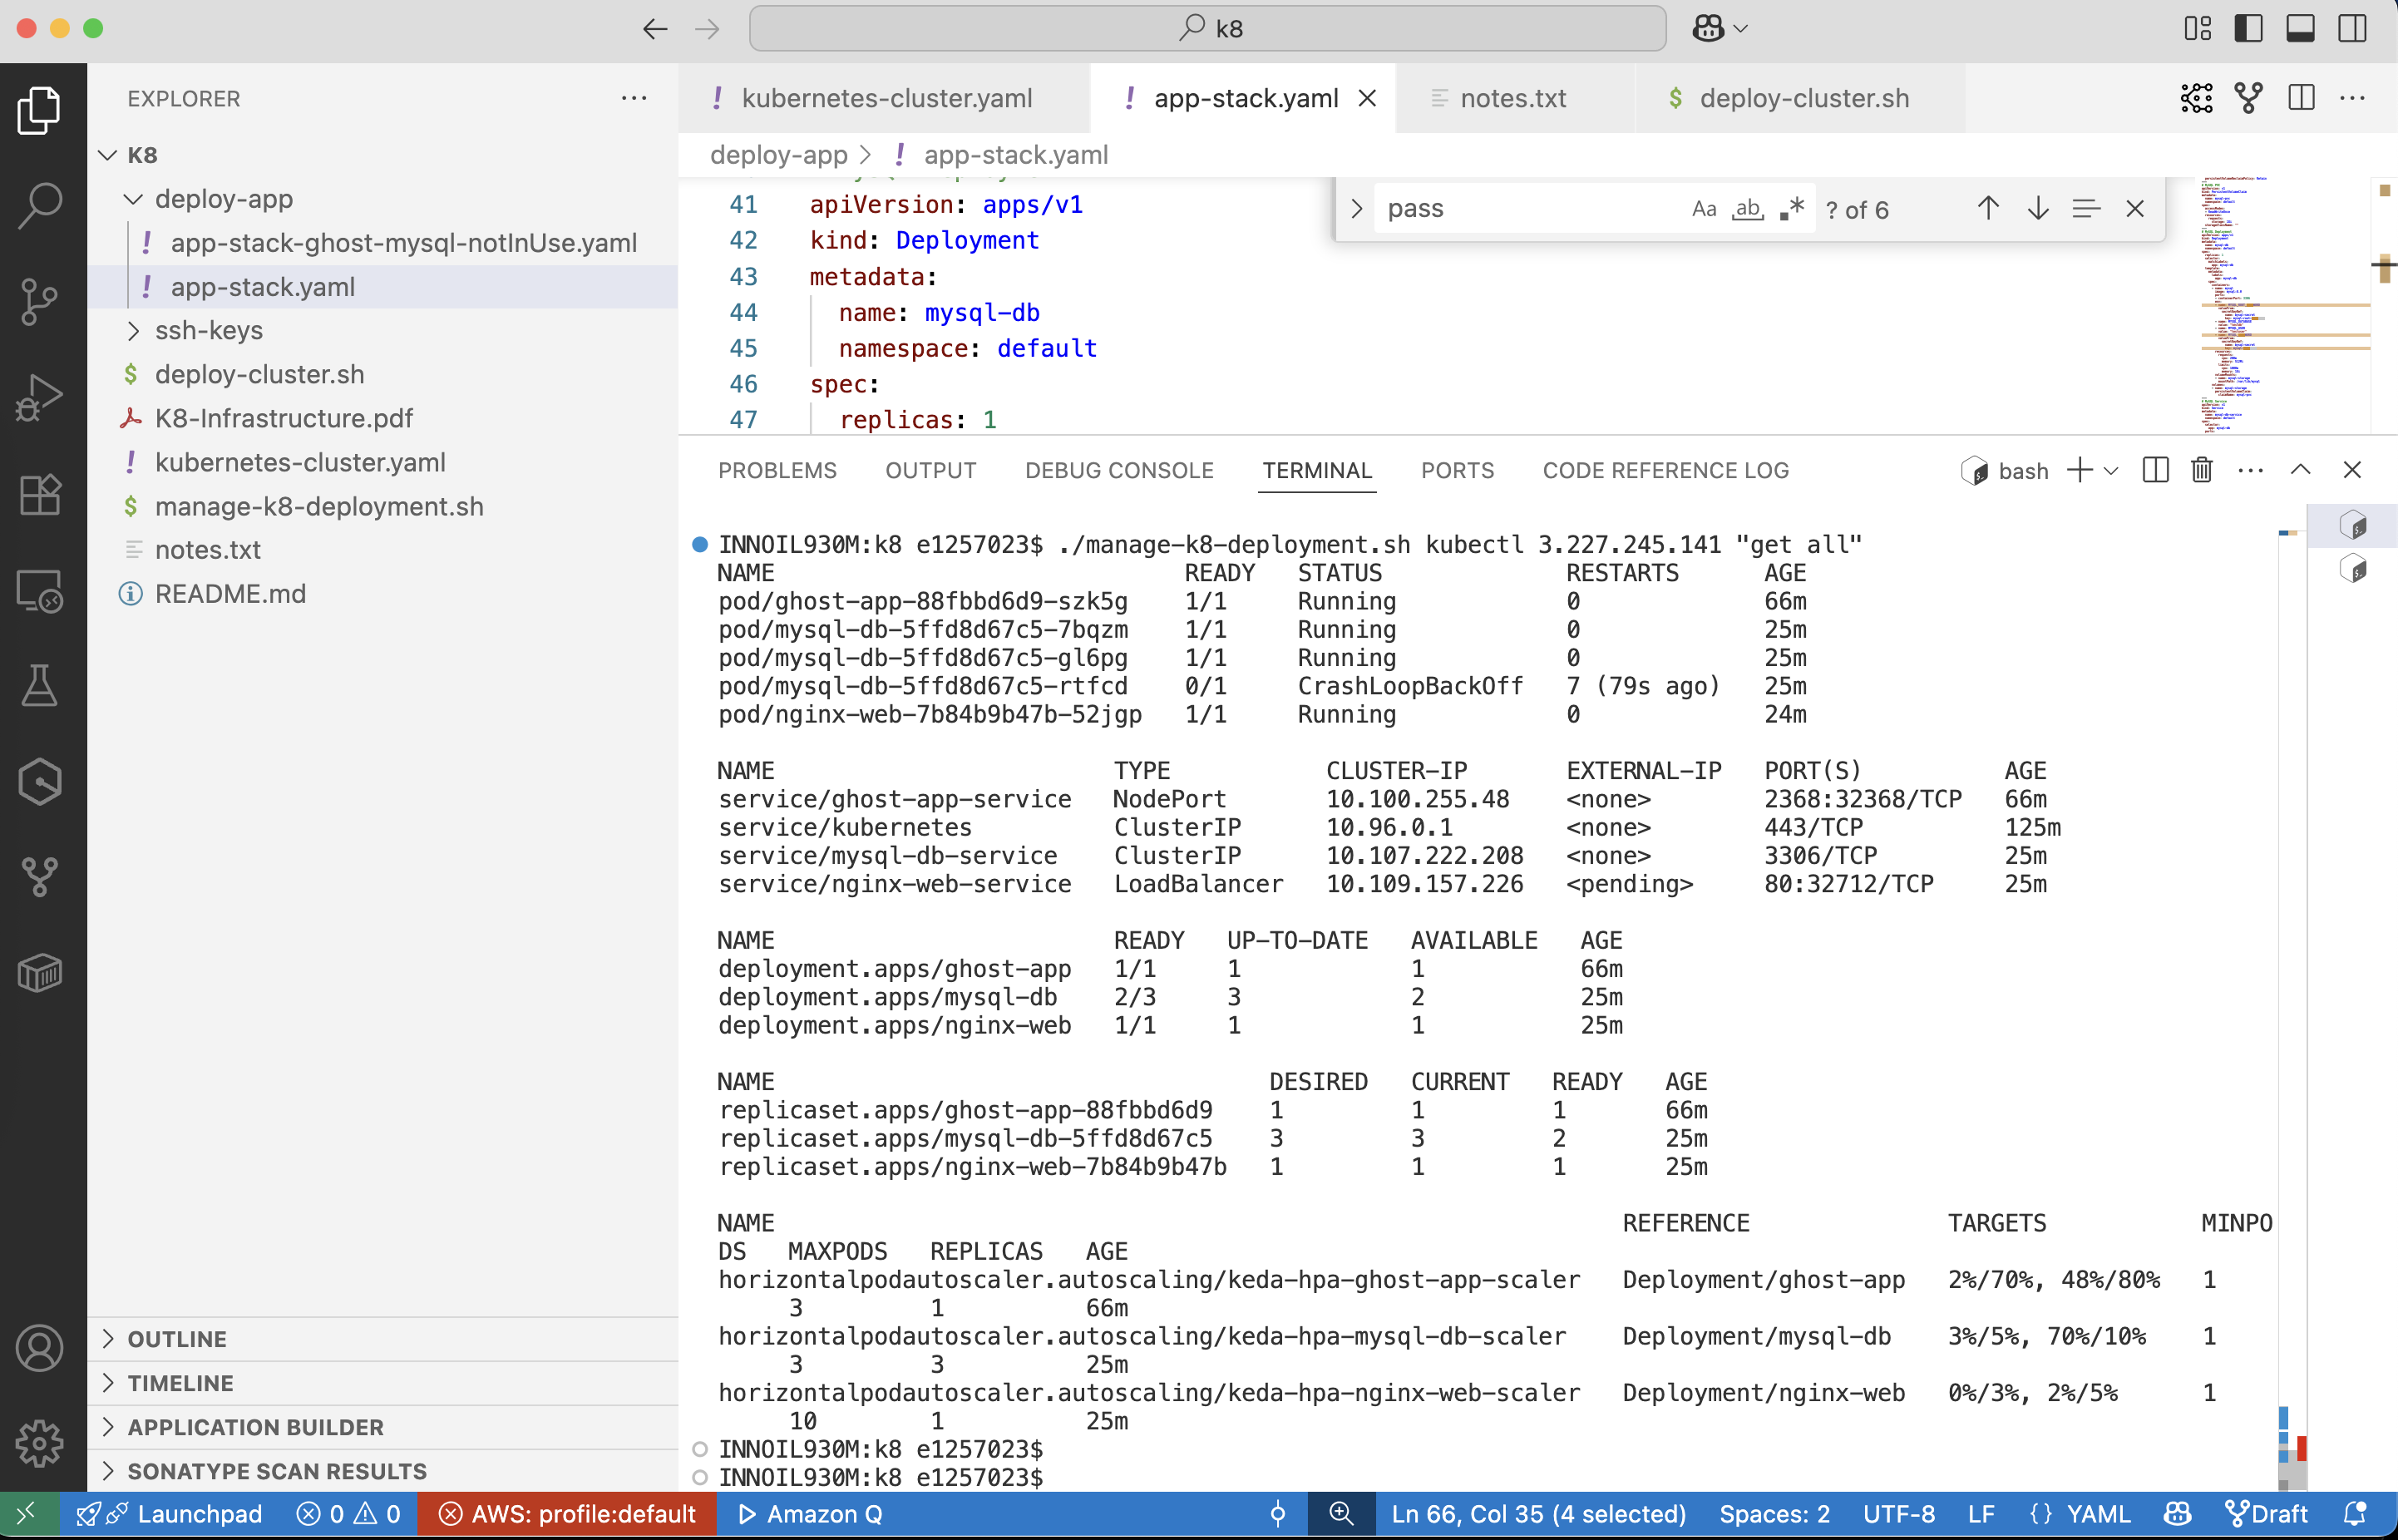 k8
EXPLORER
kubernetes-cluster.yaml
app-stack.yaml
notes.txt
deploy-cluster.sh
K8
deploy-app > app-stack.yaml
deploy-app
app-stack-ghost-mysql-notInUse.yaml
app-stack.yaml
ssh-keys
deploy-cluster.sh
K8-Infrastructure.pdf
kubernetes-cluster.yaml
manage-k8-deployment.sh
notes.txt
README.md
41 apiVersion: apps/v1
42 kind: Deployment
43 metadata:
44 name: mysql-db
45 namespace: default
46 spec:
47 replicas: 1
pass Aa ab .* ? of 6
PROBLEMS OUTPUT DEBUG CONSOLE TERMINAL PORTS CODE REFERENCE LOG bash
INNOIL930M:k8 e1257023$ ./manage-k8-deployment.sh kubectl 3.227.245.141 "get all"
NAME READY STATUS RESTARTS AGE
pod/ghost-app-88fbbd6d9-szk5g 1/1 Running 0 66m
pod/mysql-db-5ffd8d67c5-7bqzm 1/1 Running 0 25m
pod/mysql-db-5ffd8d67c5-gl6pg 1/1 Running 0 25m
pod/mysql-db-5ffd8d67c5-rtfcd 0/1 CrashLoopBackOff 7 (79s ago) 25m
pod/nginx-web-7b84b9b47b-52jgp 1/1 Running 0 24m
NAME TYPE CLUSTER-IP EXTERNAL-IP PORT(S) AGE
service/ghost-app-service NodePort 10.100.255.48 <none> 2368:32368/TCP 66m
service/kubernetes ClusterIP 10.96.0.1 <none> 443/TCP 125m
service/mysql-db-service ClusterIP 10.107.222.208 <none> 3306/TCP 25m
service/nginx-web-service LoadBalancer 10.109.157.226 <pending> 80:32712/TCP 25m
NAME READY UP-TO-DATE AVAILABLE AGE
deployment.apps/ghost-app 1/1 1 1 66m
deployment.apps/mysql-db 2/3 3 2 25m
deployment.apps/nginx-web 1/1 1 1 25m
NAME DESIRED CURRENT READY AGE
replicaset.apps/ghost-app-88fbbd6d9 1 1 1 66m
replicaset.apps/mysql-db-5ffd8d67c5 3 3 2 25m
replicaset.apps/nginx-web-7b84b9b47b 1 1 1 25m
NAME REFERENCE TARGETS MINPO
DS MAXPODS REPLICAS AGE
horizontalpodautoscaler.autoscaling/keda-hpa-ghost-app-scaler Deployment/ghost-app 2%/70%, 48%/80% 1
3 1 66m
horizontalpodautoscaler.autoscaling/keda-hpa-mysql-db-scaler Deployment/mysql-db 3%/5%, 70%/10% 1
3 3 25m
horizontalpodautoscaler.autoscaling/keda-hpa-nginx-web-scaler Deployment/nginx-web 0%/3%, 2%/5% 1
10 1 25m
INNOIL930M:k8 e1257023$
INNOIL930M:k8 e1257023$
OUTLINE
TIMELINE
APPLICATION BUILDER
SONATYPE SCAN RESULTS
Launchpad 0 0 AWS: profile:default Amazon Q Ln 66, Col 35 (4 selected) Spaces: 2 UTF-8 LF {} YAML Draft